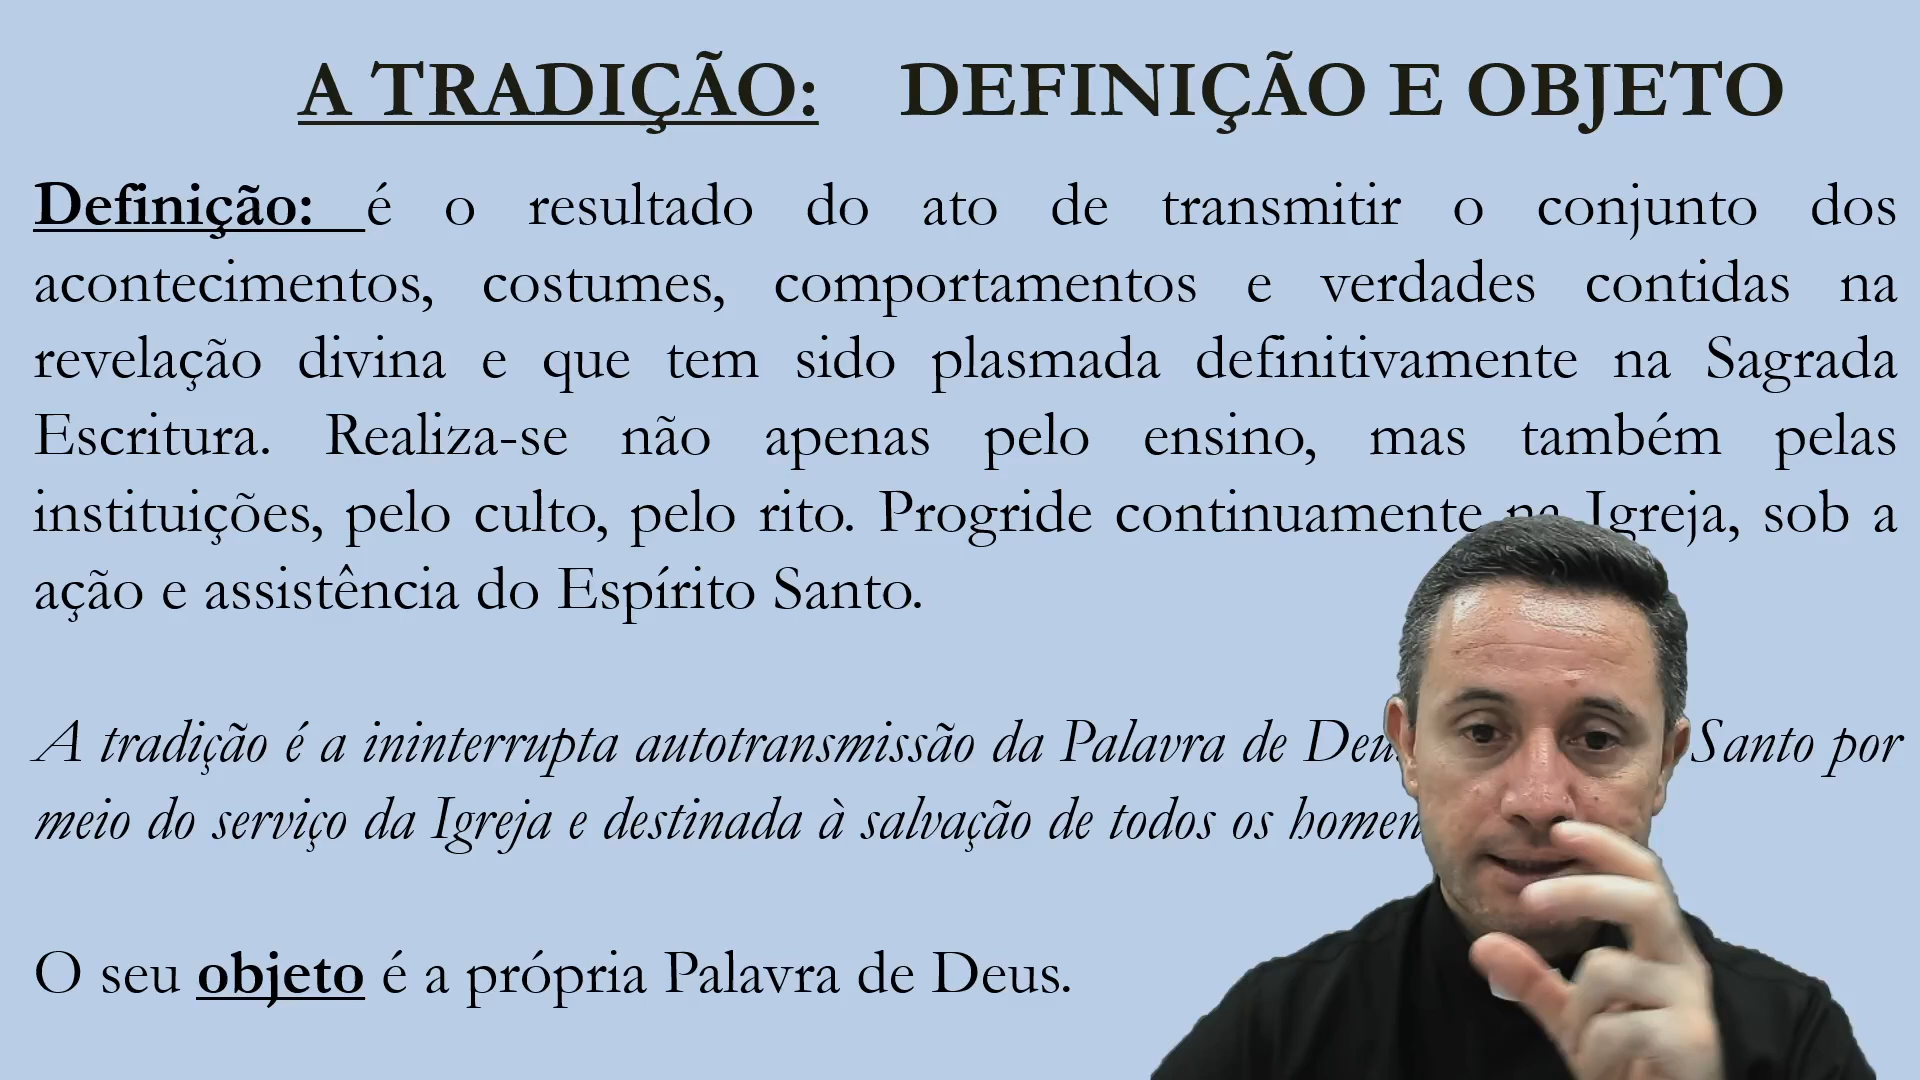 A TRADIÇÃO: DEFINIÇÃO E OBJETO
Definição: é o resultado do ato de transmitir o conjunto dos
acontecimentos, costumes, comportamentos e verdades contidas na
revelação divina e que tem sido plasmada definitivamente na Sagrada
Escritura. Realiza-se não apenas pelo ensino, mas também pelas
instituições, pelo culto, pelo rito. Progride continuamente na Igreja, sob a
ação e assistência do Espírito Santo.
A tradição é a ininterrupta autotransmissão da Palavra de Santo por
meio do serviço da Igreja e destinada à salvação de todos os
O seu objeto é a própria Palavra de Deus.